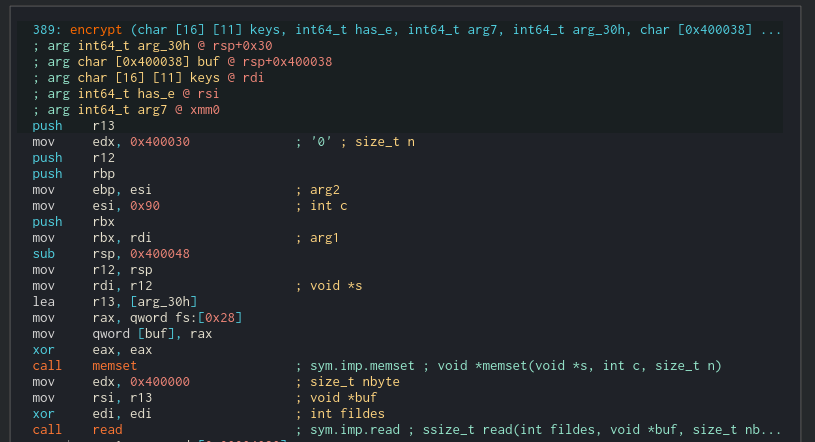 389: encrypt (char [16] [11] keys, int64_t has_e, int64_t arg7, int64_t arg_30h, char [0x400038] ...
; arg int64_t arg_30h @ rsp+0x30
; arg char [0x400038] buf @ rsp+0x400038
; arg char [16] [11] keys @ rdi
; arg int64_t has_e @ rsi
; arg int64_t arg7 @ xmm0
push r13
mov edx, 0x400030 ; '0' ; size_t n
push r12
push rbp
mov ebp, esi ; arg2
mov esi, 0x90 ; int c
push rbx
mov rbx, rdi ; arg1
sub rsp, 0x400048
mov r12, rsp
mov rdi, r12 ; void *s
lea r13, [arg_30h]
mov rax, qword fs:[0x28]
mov qword [buf], rax
xor eax, eax
call memset ; sym.imp.memset ; void *memset(void *s, int c, size_t n)
mov edx, 0x400000 ; size_t nbyte
mov rsi, r13 ; void *buf
xor edi, edi ; int fildes
call read ; sym.imp.read ; ssize_t read(int fildes, void *buf, size_t nb...